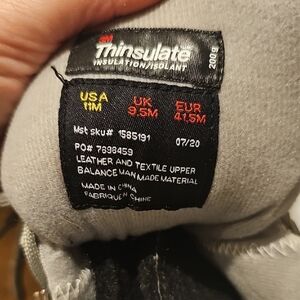 3M
Thinsulate
INSULATION/ISOLANT
200 g
USA UK EUR
11M 9.5M 41,5M
Mst sku# 1585191 07/20
PO# 7898459
LEATHER AND TEXTILE UPPER
BALANCE MAN MADE MATERIAL
MADE IN CHINA
FABRIQUE EN CHINE